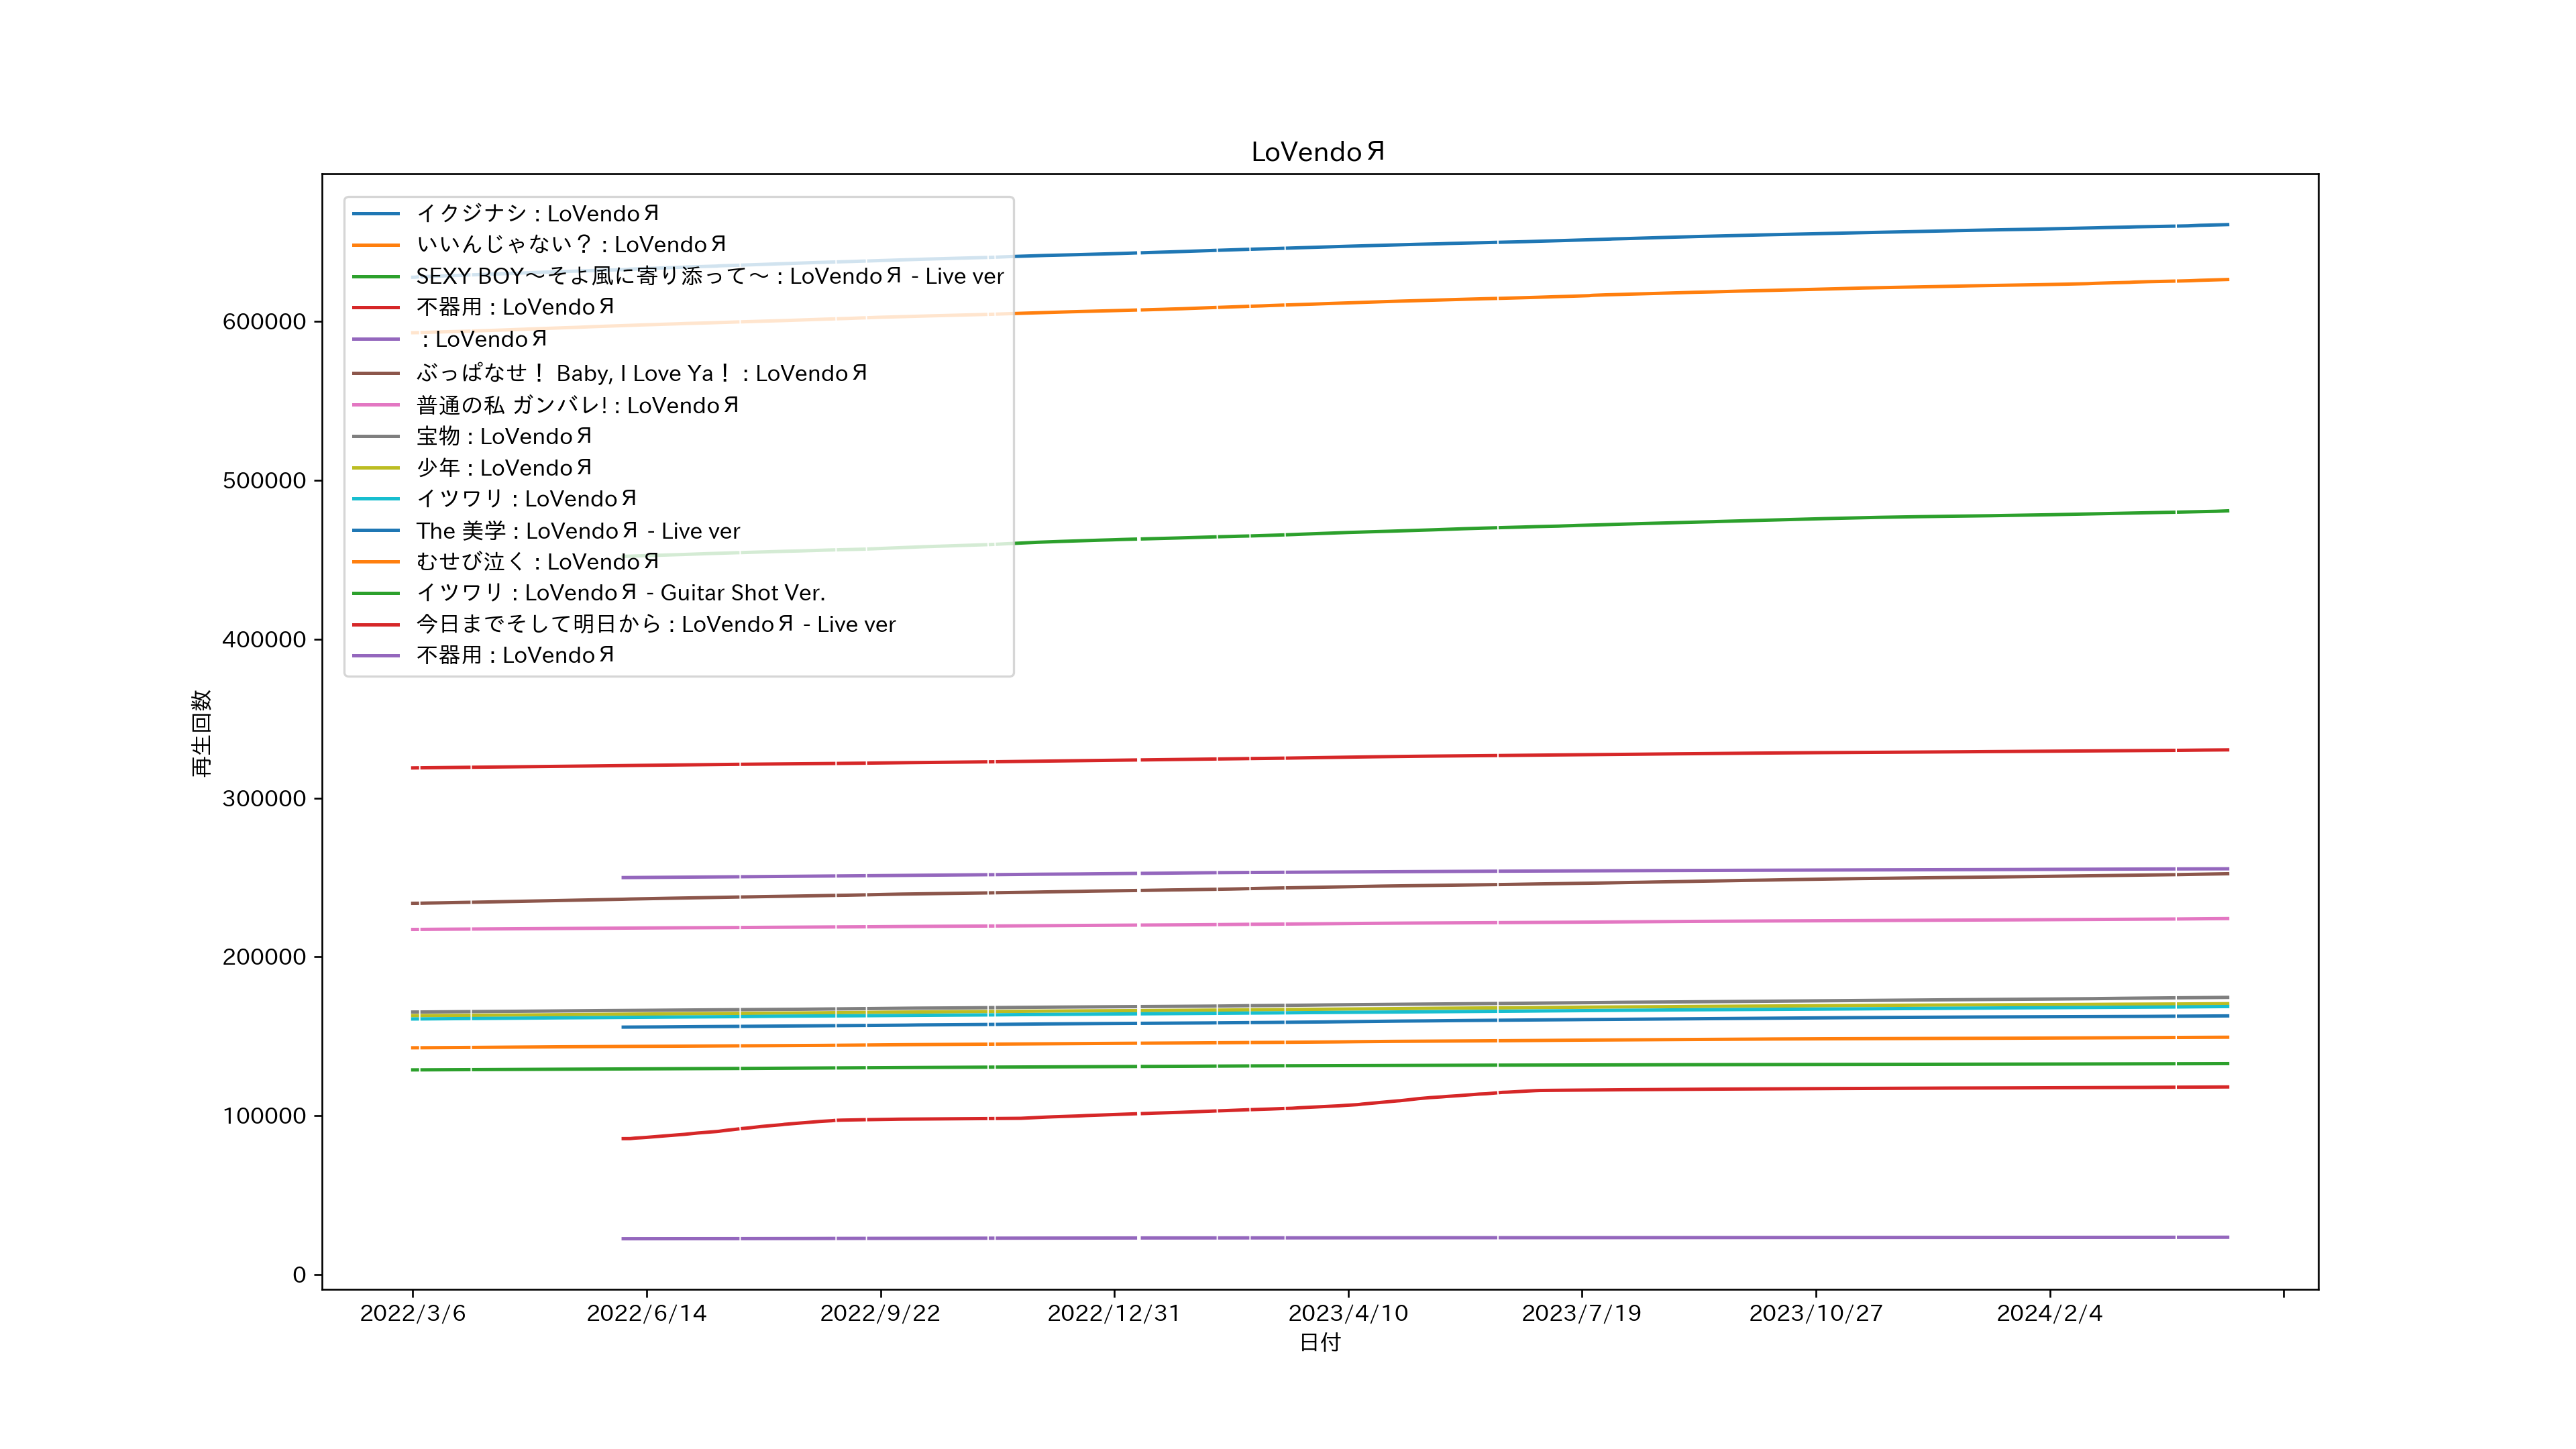 LoVendoЯ
イクジナシ : LoVendoЯ
いいんじゃない？ : LoVendoЯ
SEXY BOY～そよ風に寄り添って～ : LoVendoЯ - Live ver
不器用 : LoVendoЯ
: LoVendoЯ
ぶっぱなせ！ Baby, I Love Ya！ : LoVendoЯ
普通の私 ガンバレ! : LoVendoЯ
宝物 : LoVendoЯ
少年 : LoVendoЯ
イツワリ : LoVendoЯ
The 美学 : LoVendoЯ - Live ver
むせび泣く : LoVendoЯ
イツワリ : LoVendoЯ - Guitar Shot Ver.
今日までそして明日から : LoVendoЯ - Live ver
不器用 : LoVendoЯ
600000
500000
400000
300000
200000
100000
0
再生回数
2022/3/6 2022/6/14 2022/9/22 2022/12/31 2023/4/10 2023/7/19 2023/10/27 2024/2/4
日付